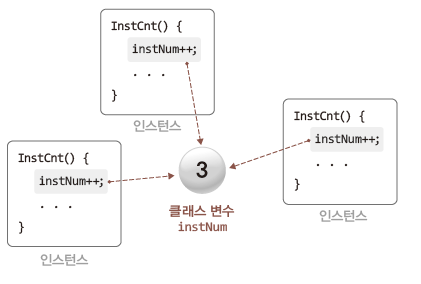 InstCnt() {
instNum++;
. . .
}
인스턴스
InstCnt() {
instNum++;
. . .
}
인스턴스
InstCnt() {
instNum++;
. . .
}
인스턴스
3
클래스 변수
instNum